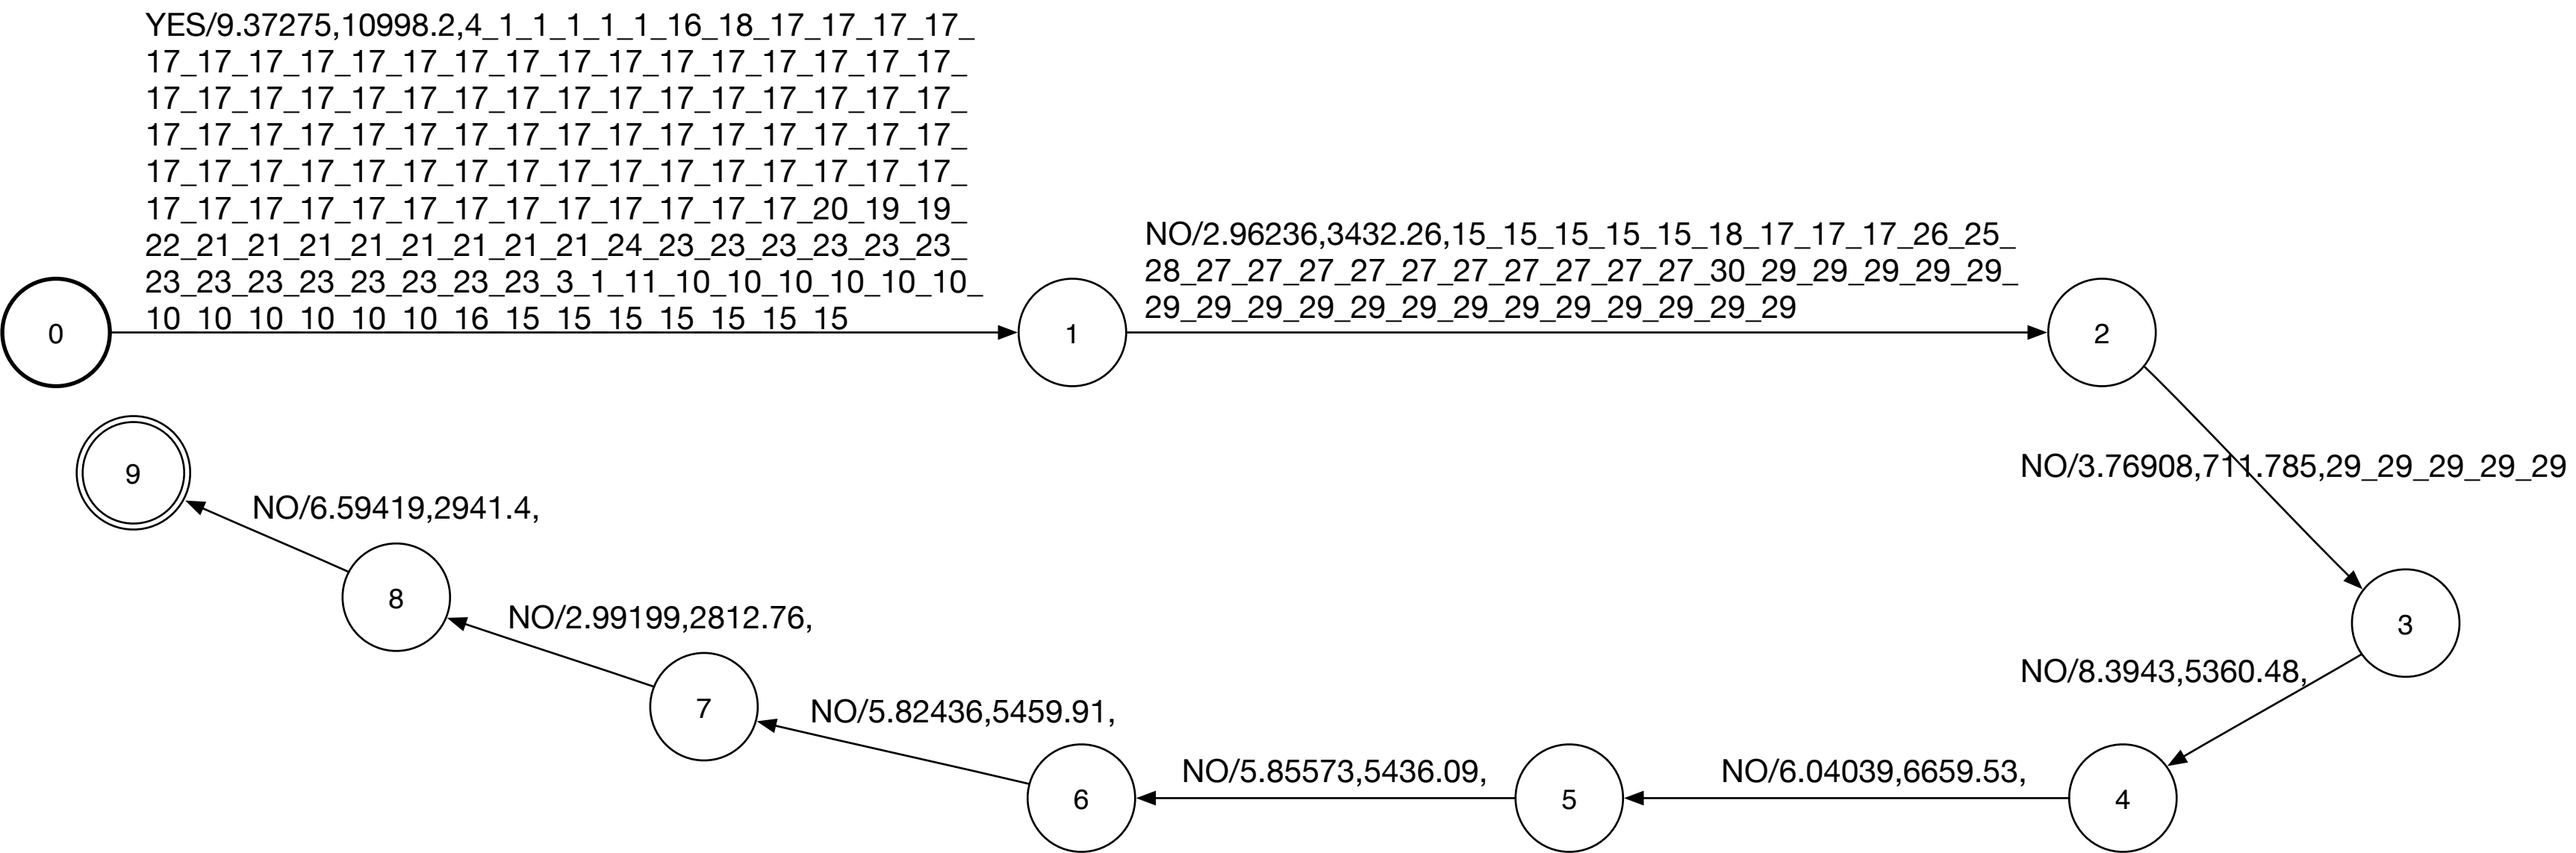 YES/9.37275,10998.2,4_1_1_1_1_1_16_18_17_17_17_17_
17_17_17_17_17_17_17_17_17_17_17_17_17_17_17_17_
17_17_17_17_17_17_17_17_17_17_17_17_17_17_17_17_
17_17_17_17_17_17_17_17_17_17_17_17_17_17_17_17_
17_17_17_17_17_17_17_17_17_17_17_17_17_17_17_17_
17_17_17_17_17_17_17_17_17_17_17_17_17_20_19_19_
22_21_21_21_21_21_21_21_21_24_23_23_23_23_23_23_
23_23_23_23_23_23_23_23_3_1_11_10_10_10_10_10_10_
10_10_10_10_10_10_16_15_15_15_15_15_15_15
NO/2.96236,3432.26,15_15_15_15_15_18_17_17_17_26_25_
28_27_27_27_27_27_27_27_27_27_27_30_29_29_29_29_29_
29_29_29_29_29_29_29_29_29_29_29_29_29
0
1
2
9
NO/3.76908,711.785,29_29_29_29_29
NO/6.59419,2941.4,
8
NO/2.99199,2812.76,
3
NO/8.3943,5360.48,
7
NO/5.82436,5459.91,
NO/5.85573,5436.09,
NO/6.04039,6659.53,
6
5
4